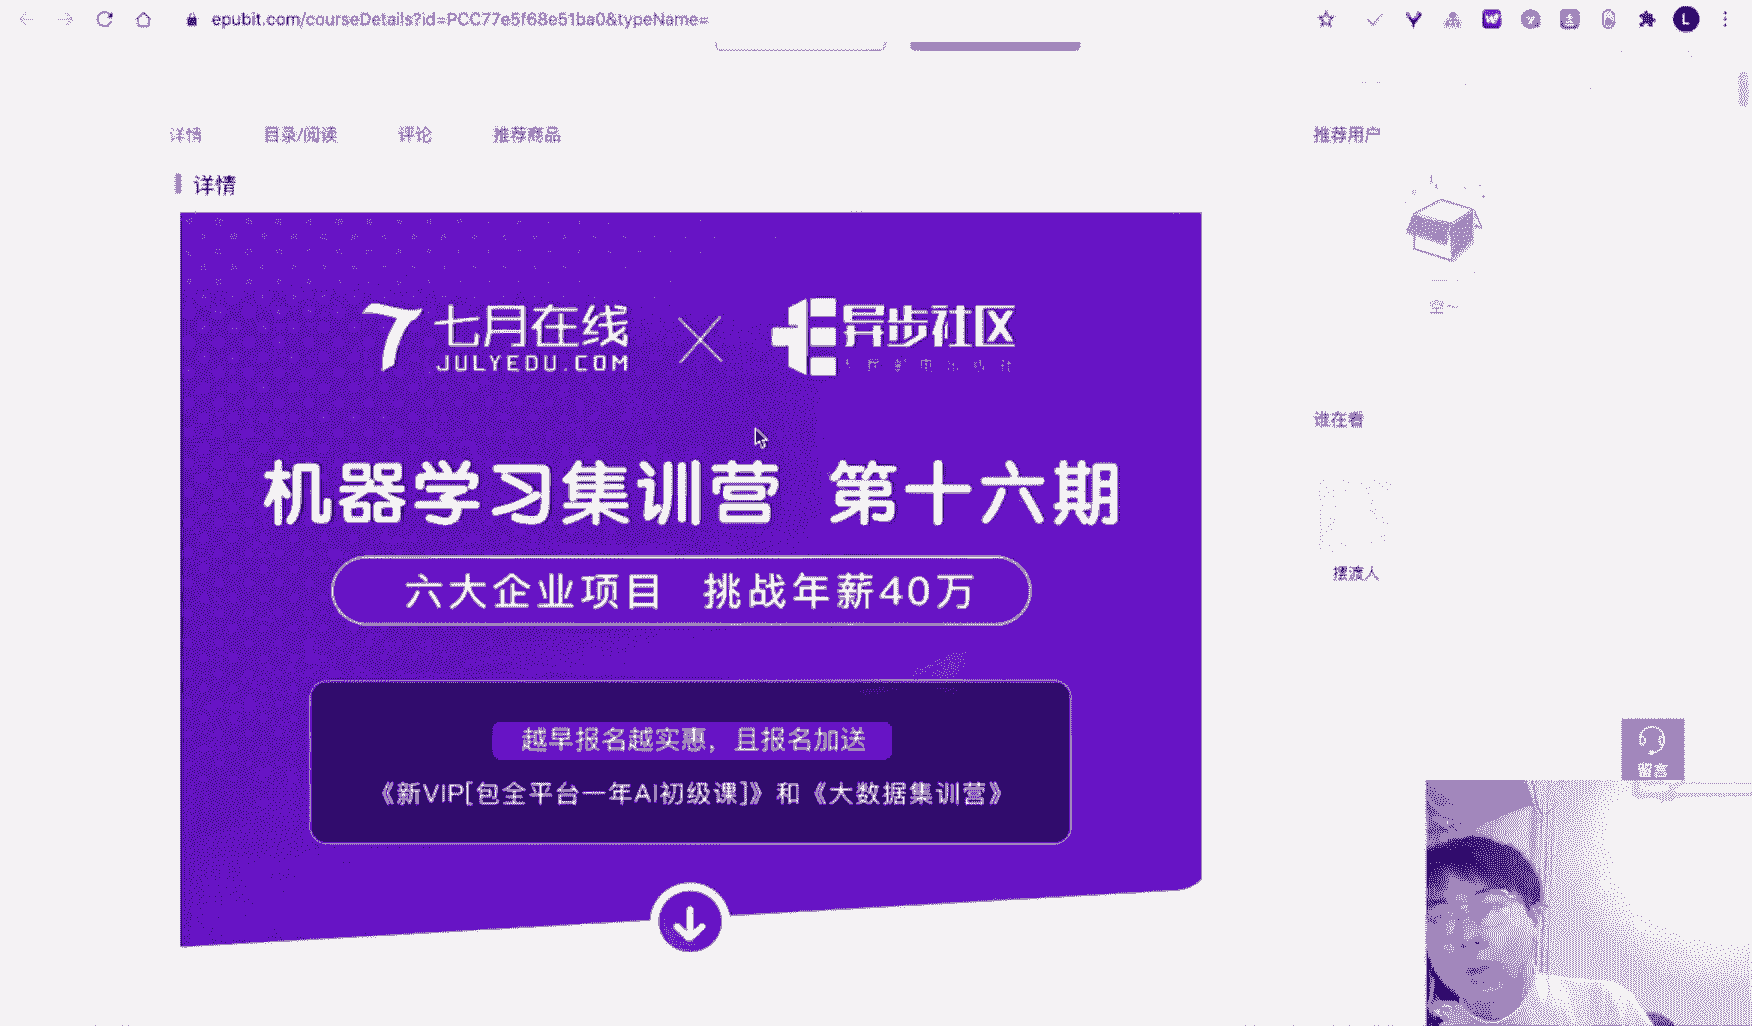 epubit.com/courseDetails?id=PCC77e5f68e51ba0&typeName=
L
详情 目录/阅读 评论 推荐商品
推荐用户
详情
七月在线
JULYEDU.COM
异步社区
空~
谁在看
机器学习集训营 第十六期
摆渡人
六大企业项目 挑战年薪40万
越早报名越实惠，且报名加送
《新VIP[包全平台一年AI初级课]》和《大数据集训营》
留言